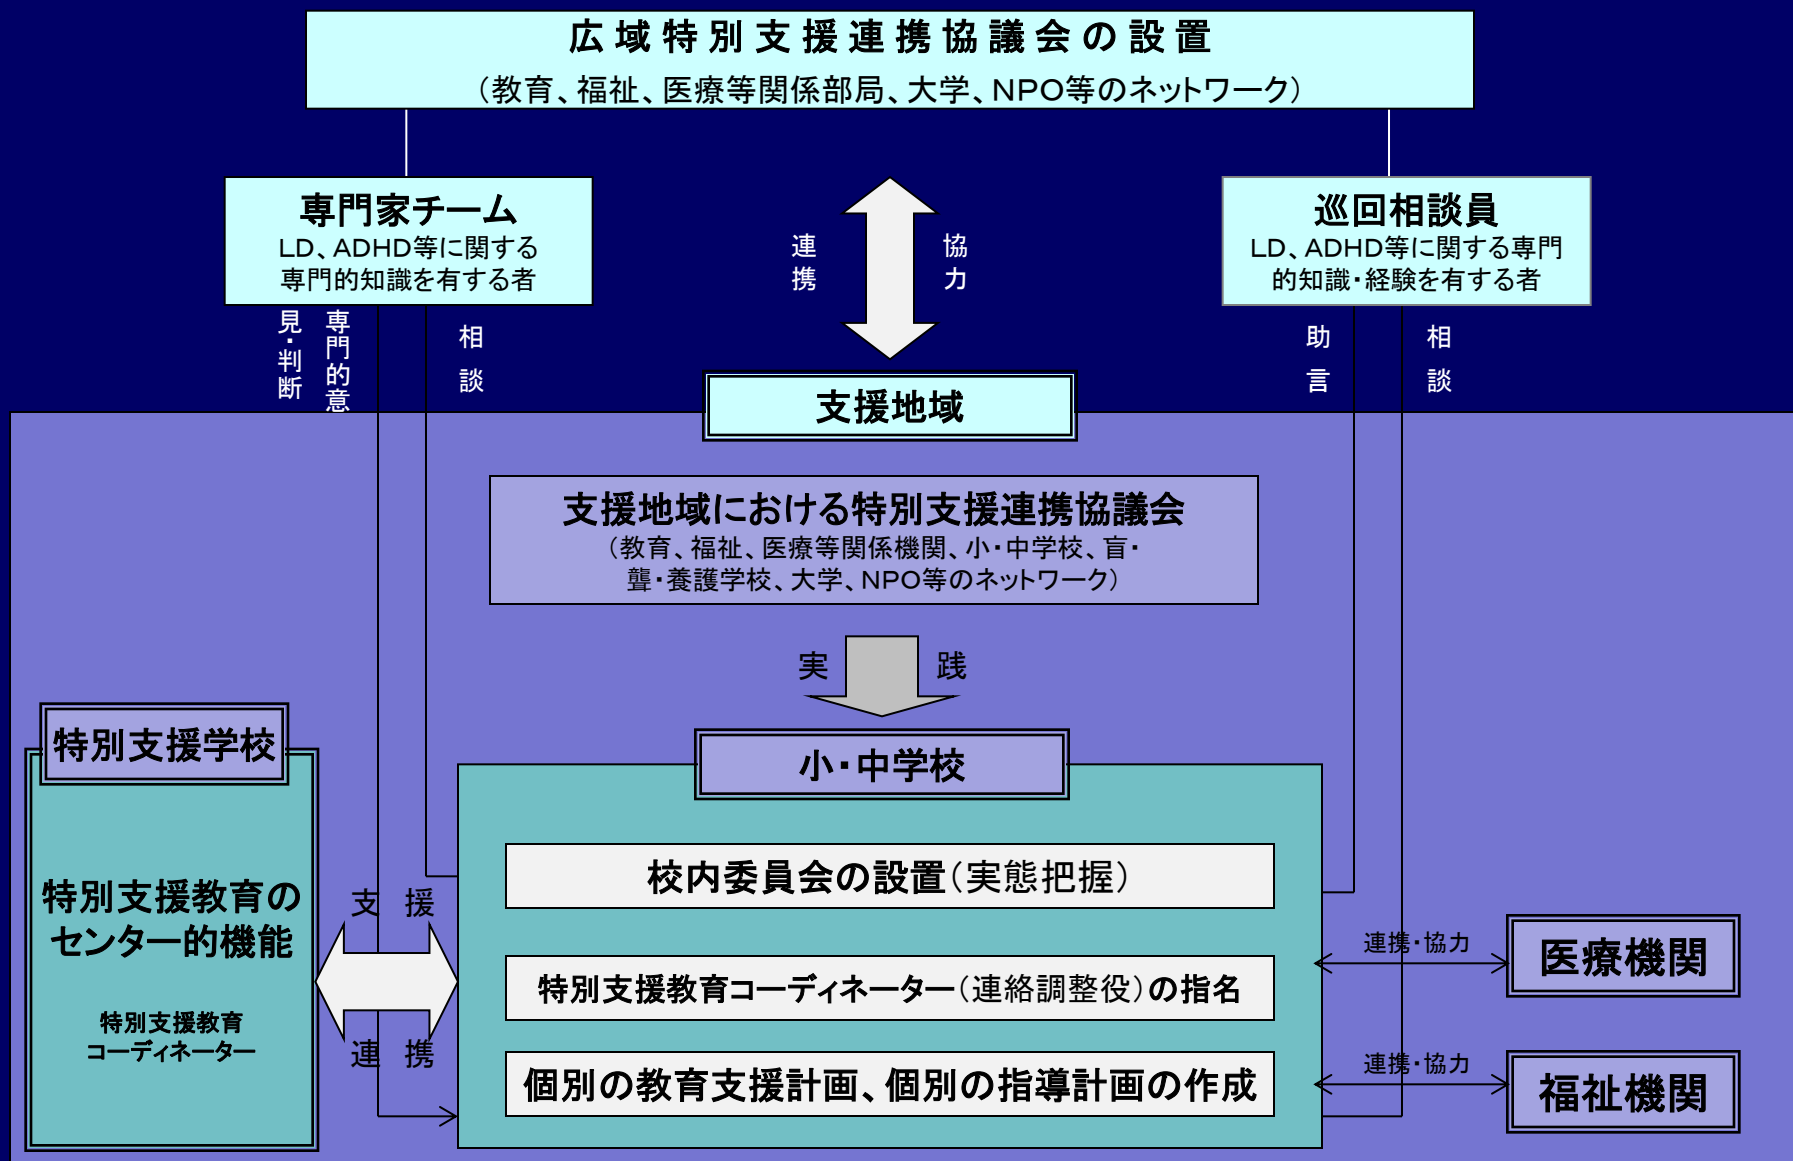 広域特別支援連携協議会の設置
（教育、福祉、医療等関係部局、大学、NPO等のネットワーク）
専門家チーム
LD、ADHD等に関する
専門的知識を有する者
連携
協力
巡回相談員
LD、ADHD等に関する専門
的知識・経験を有する者
専門的意
見・判断
相談
助言
相談
支援地域
支援地域における特別支援連携協議会
（教育、福祉、医療等関係機関、小・中学校、盲・
聾・養護学校、大学、NPO等のネットワーク）
実践
特別支援学校
特別支援教育の
センター的機能
特別支援教育
コーディネーター
支援
連携
小・中学校
校内委員会の設置（実態把握）
特別支援教育コーディネーター（連絡調整役）の指名
個別の教育支援計画、個別の指導計画の作成
連携・協力
医療機関
連携・協力
福祉機関